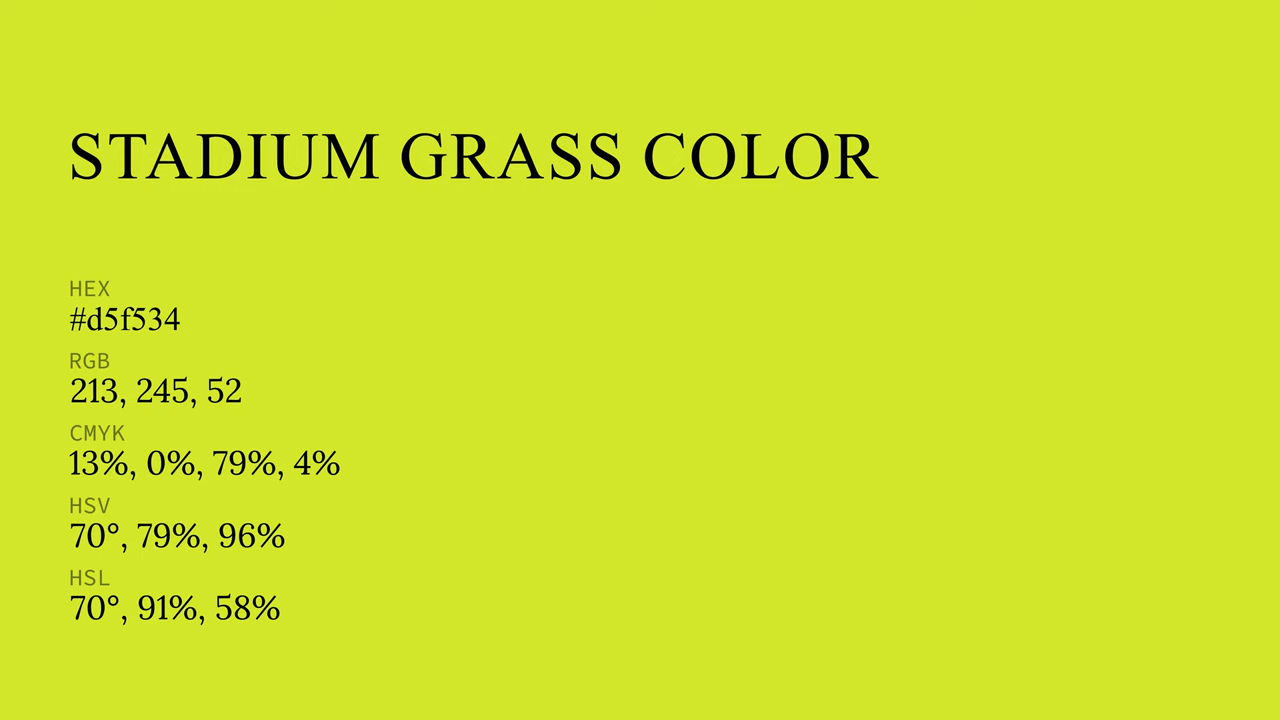 STADIUM GRASS COLOR
HEX
#d5f534
RGB
213, 245, 52
CMYK
13%, 0%, 79%, 4%
HSV
70°, 79%, 96%
HSL
70°, 91%, 58%